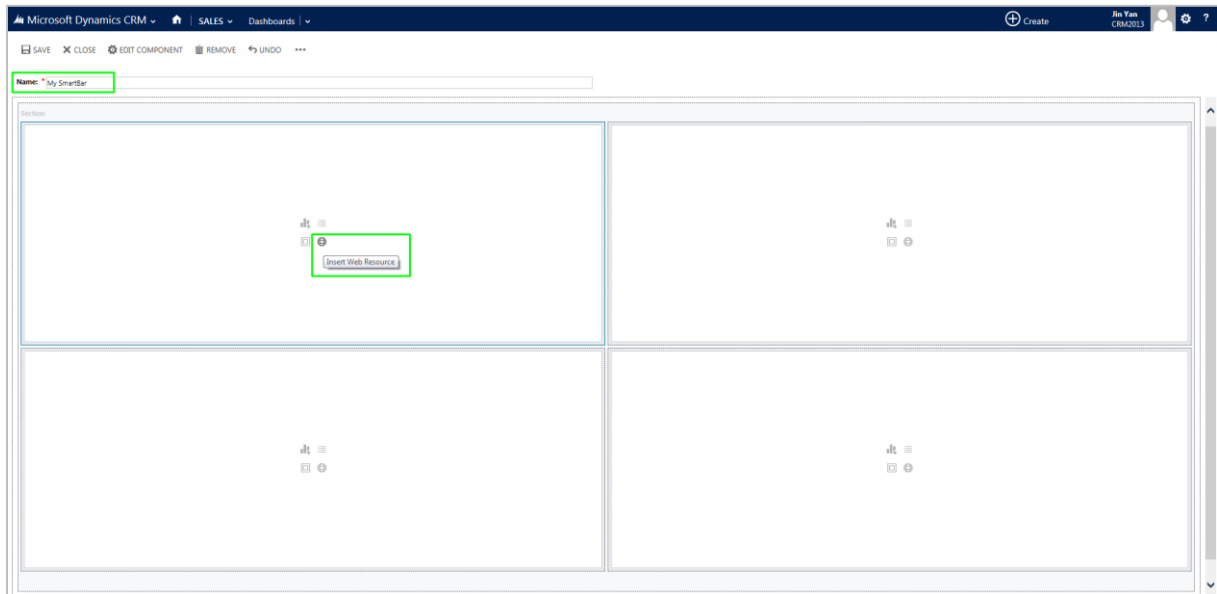 Microsoft Dynamics CRM SALES Dashboards Create Jin Yan ?
CRM2013
SAVE CLOSE EDIT COMPONENT REMOVE UNDO •••
Name: * My SmartBar
Section
Insert Web Resource